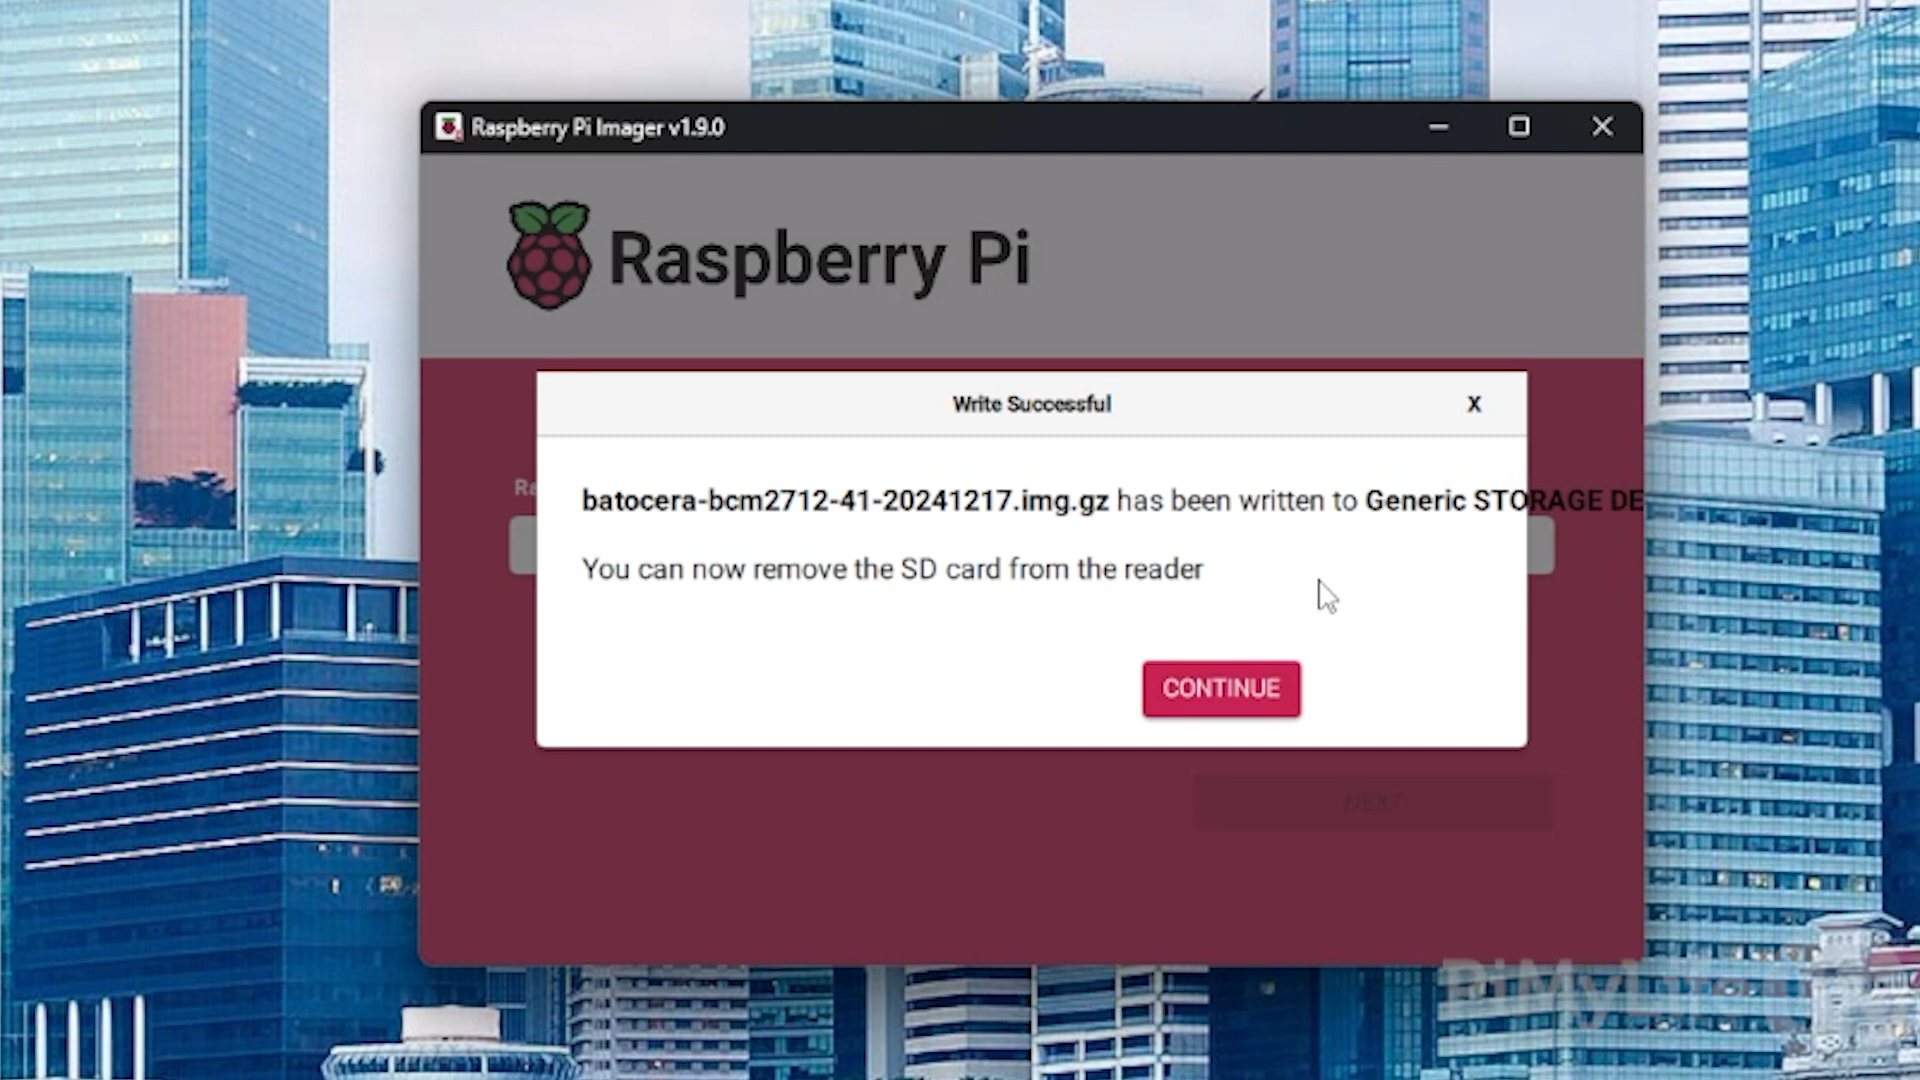 Raspberry Pi Imager v1.9.0
Raspberry Pi
Write Successful
X
batocera-bcm2712-41-20241217.img.gz has been written to Generic STORAGE DE
You can now remove the SD card from the reader
CONTINUE
NEXT